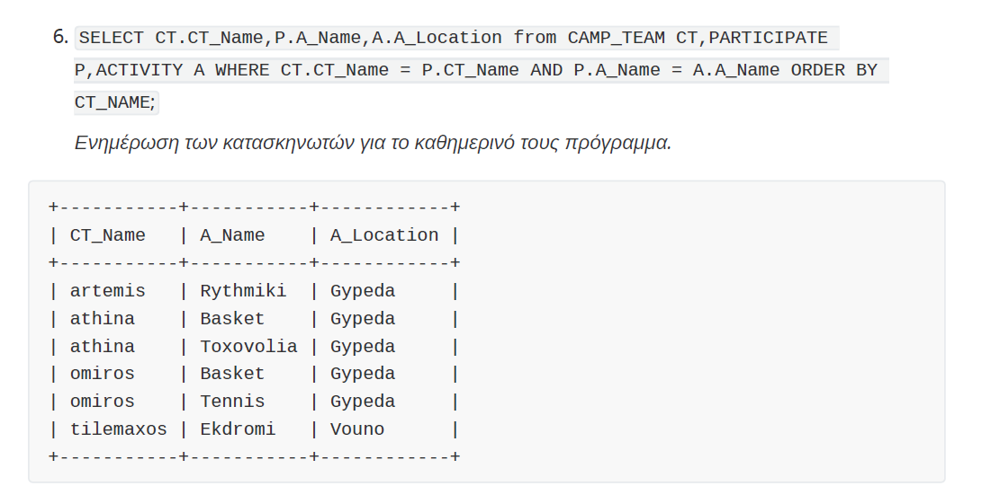 6. SELECT CT.CT_Name,P.A_Name,A.A_Location from CAMP_TEAM CT,PARTICIPATE
P,ACTIVITY A WHERE CT.CT_Name = P.CT_Name AND P.A_Name = A.A_Name ORDER BY
CT_NAME;
Ενημέρωση των κατασκηνωτών για το καθημερινό τους πρόγραμμα.
+-----------+-----------+------------+
| CT_Name   | A_Name    | A_Location |
+-----------+-----------+------------+
| artemis   | Rythmiki  | Gypeda     |
| athina    | Basket    | Gypeda     |
| athina    | Toxovolia | Gypeda     |
| omiros    | Basket    | Gypeda     |
| omiros    | Tennis    | Gypeda     |
| tilemaxos | Ekdromi   | Vouno      |
+-----------+-----------+------------+